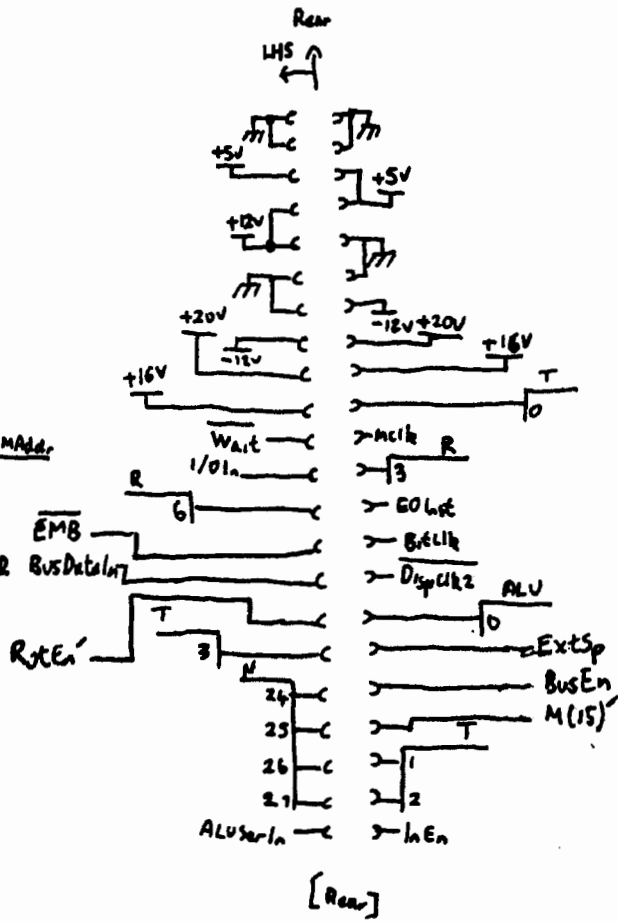 Rear
LHS
+5V
+5V
+12V
-12V +20V
+20V
-12V
+16V
+16V
T
0
MAddr
Wait
mclk
I/OIn
R
3
R
6
EOInst
EMB
BitClk
BusDataIn
DispClk2
ALU
0
T
3
RytEn'
ExtSp
BusEn
24
M(15)'
25
T
26
1
27
2
ALUSerIn
InEn
[Rear]